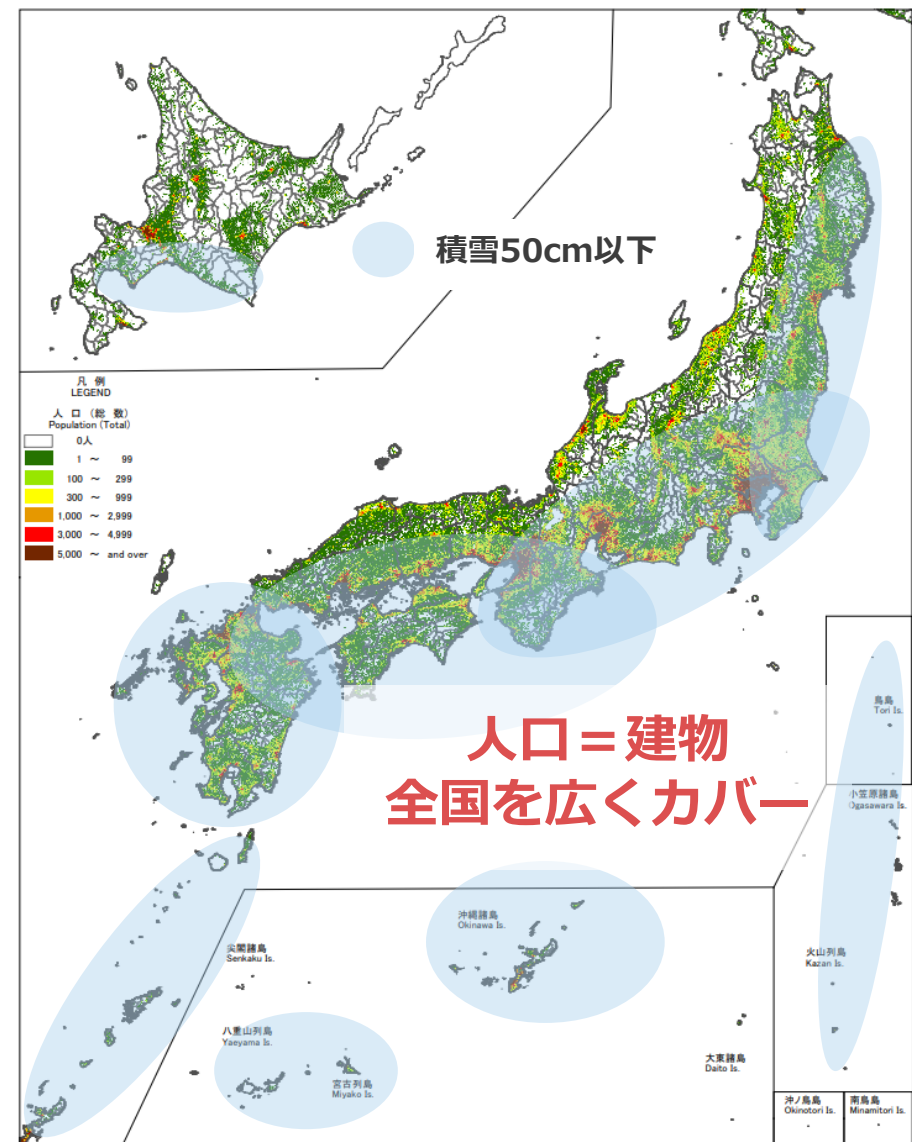 積雪50cm以下
凡 例
LEGEND
人 口 （総 数）
Population (Total)
0人
1 ～ 99
100 ～ 299
300 ～ 999
1,000 ～ 2,999
3,000 ～ 4,999
5,000 ～ and over
人口＝建物
全国を広くカバー
鳥島
Tori Is.
小笠原諸島
Ogasawara Is.
沖縄諸島
Okinawa Is.
尖閣諸島
Senkaku Is.
火山列島
Kazan Is.
八重山列島
Yaeyama Is.
宮古列島
Miyako Is.
大東諸島
Daito Is.
沖ノ鳥島
Okinotori Is.
南鳥島
Minamitori Is.